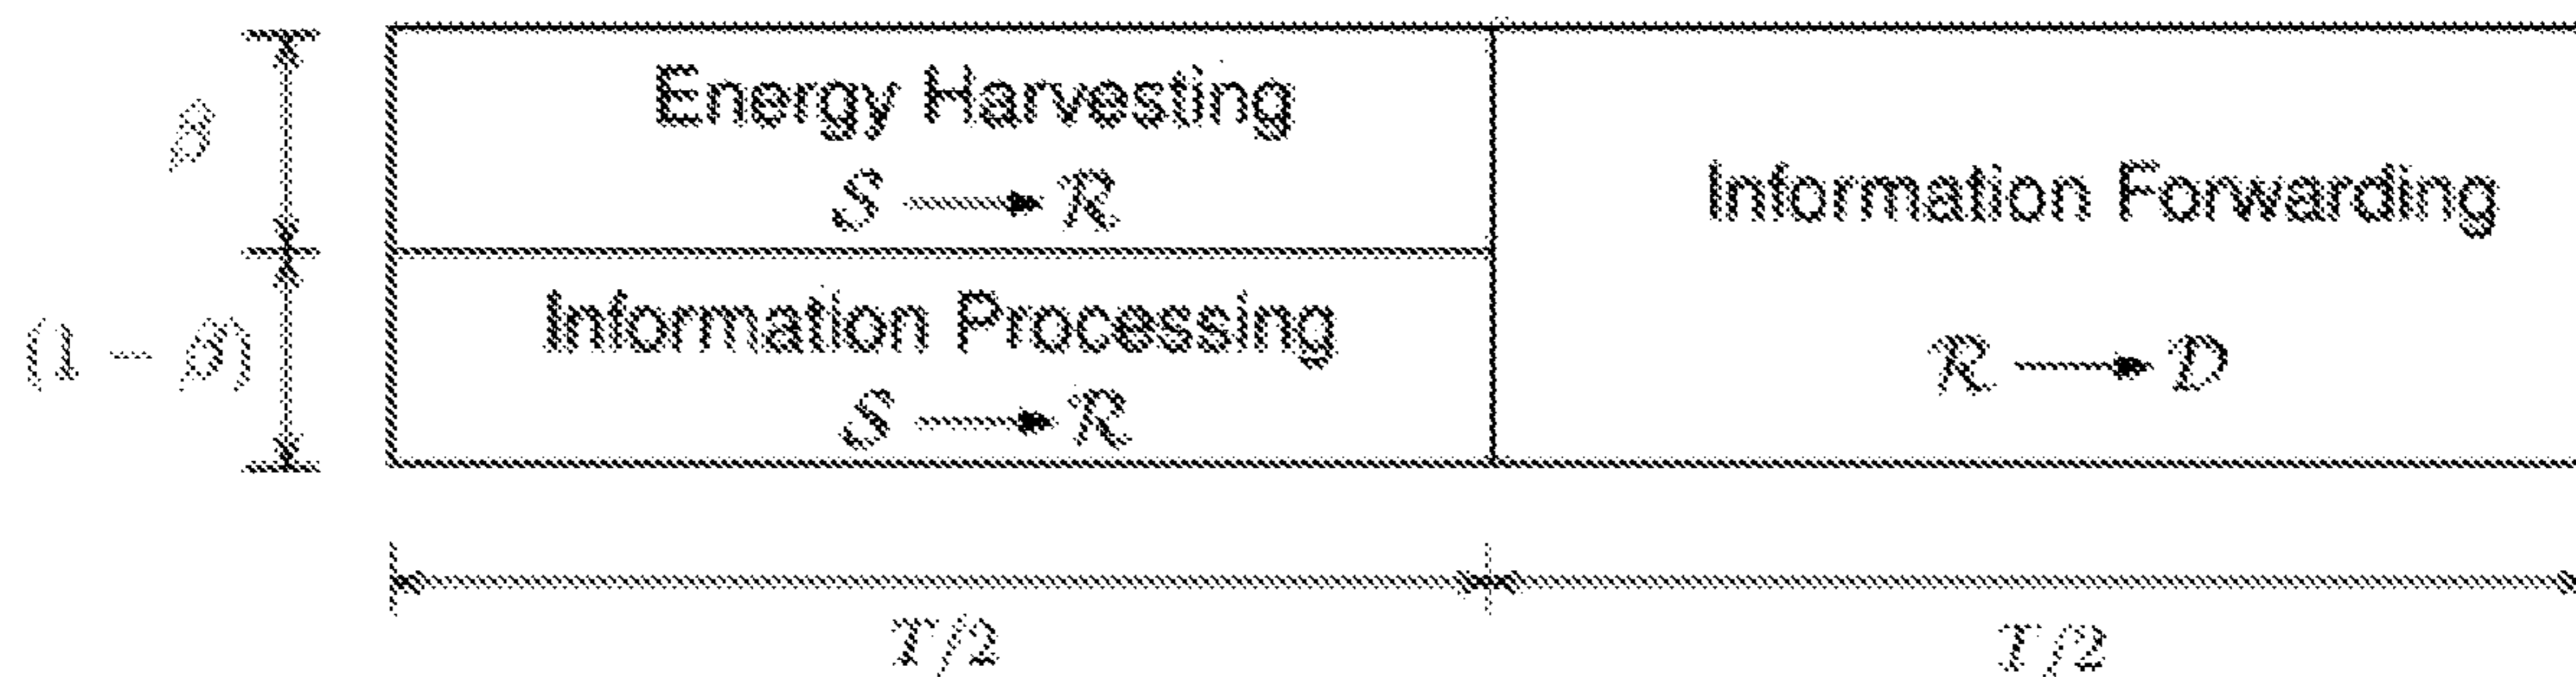 β
Energy Harvesting
S → R
Information Forwarding
(1 − β)
Information Processing
S → R
R → D
T/2
T/2